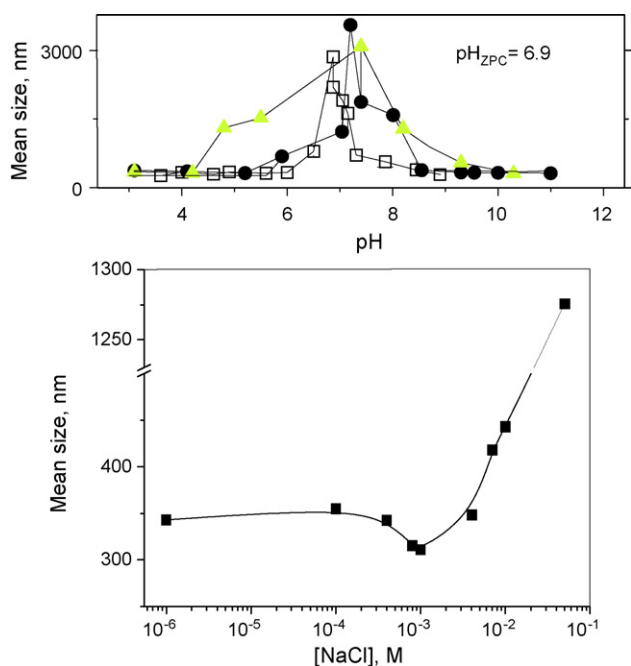 3000
Mean size, nm
0
pH_ZPC = 6.9
4 6 8 10 12
pH
1300
1250
Mean size, nm
400
300
10⁻⁶ 10⁻⁵ 10⁻⁴ 10⁻³ 10⁻² 10⁻¹
[NaCl], M